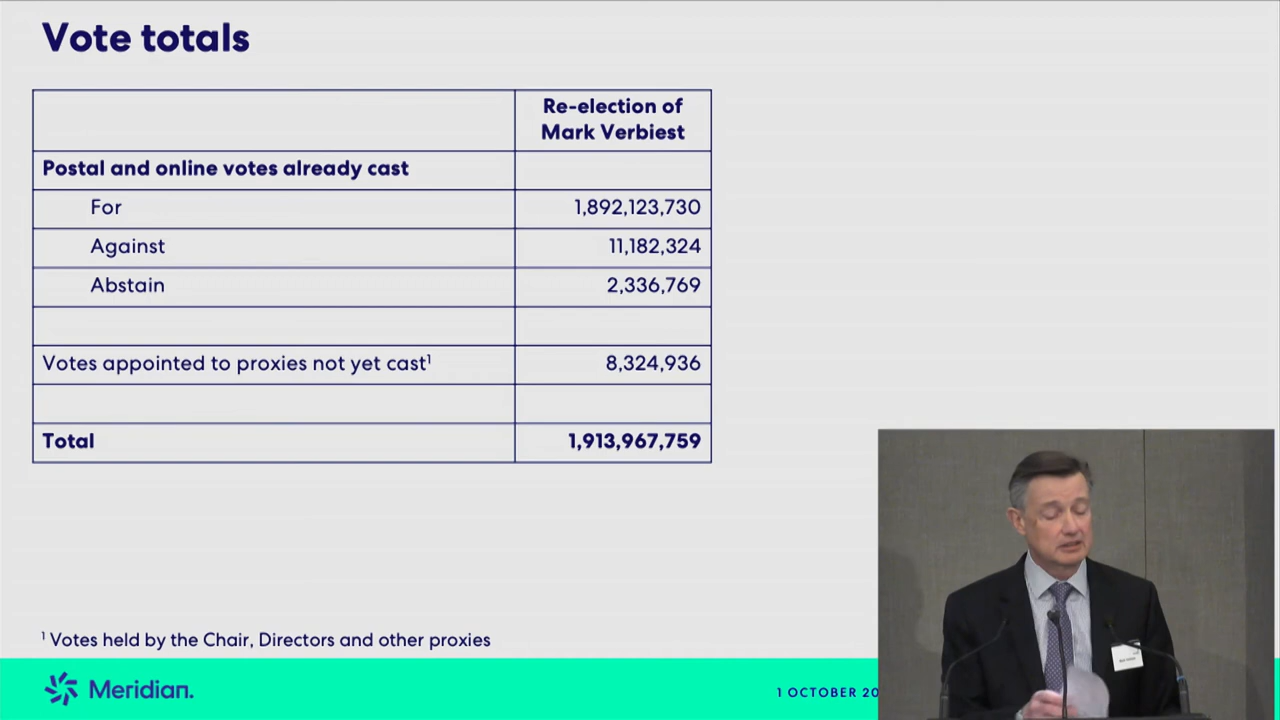 Vote totals
Re-election of
Mark Verbiest
Postal and online votes already cast
For 1,892,123,730
Against 11,182,324
Abstain 2,336,769
Votes appointed to proxies not yet cast¹ 8,324,936
Total 1,913,967,759
¹ Votes held by the Chair, Directors and other proxies
Meridian.
1 OCTOBER 20